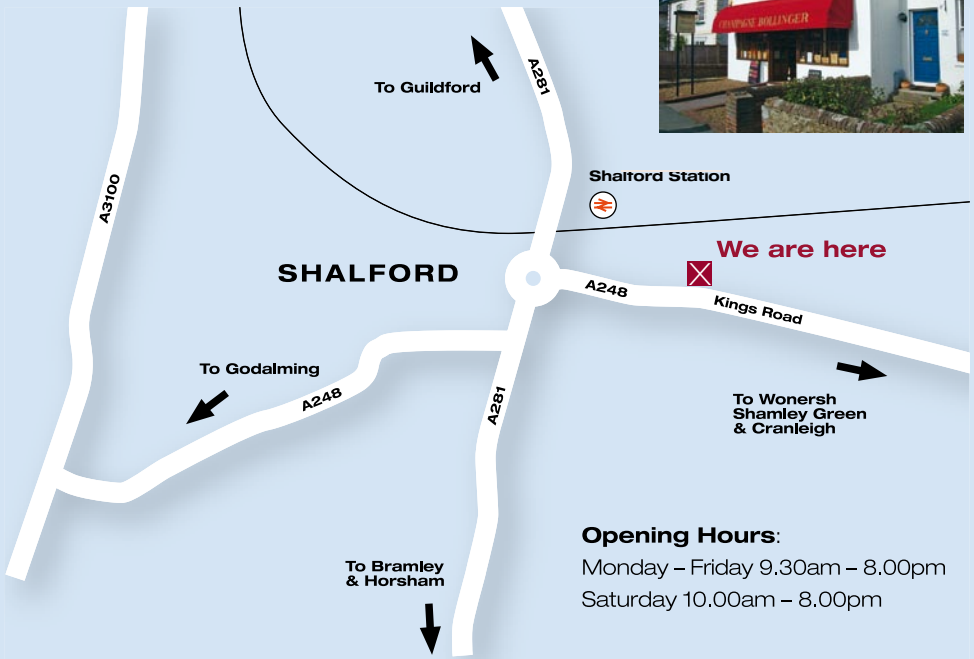 CHAMPAGNE BOLLINGER
To Guildford
A281
Shalford Station
A3100
We are here
SHALFORD
A248
Kings Road
To Godalming
A248
A281
To Wonersh
Shamley Green
& Cranleigh
To Bramley
& Horsham
Opening Hours:
Monday – Friday 9.30am – 8.00pm
Saturday 10.00am – 8.00pm